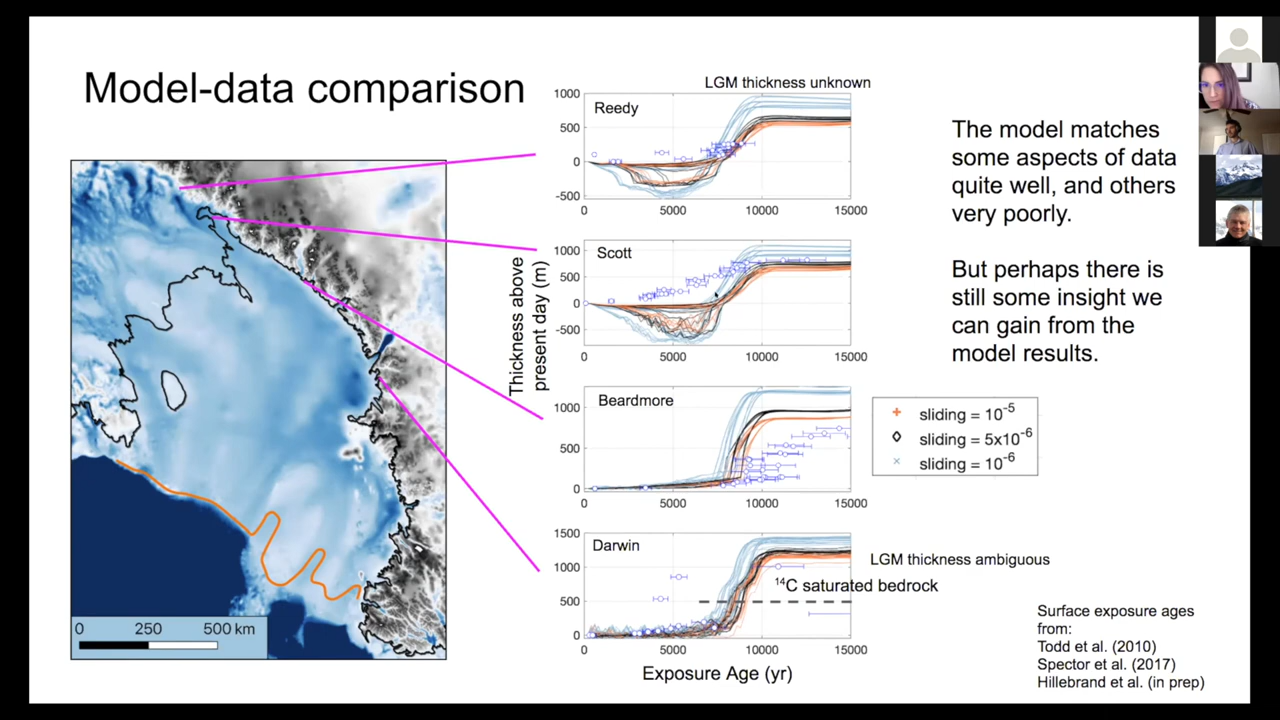 Model-data comparison
LGM thickness unknown
Reedy
1000
500
0
-500
0 5000 10000 15000
Scott
1000
500
0
-500
0 5000 10000 15000
Thickness above
present day (m)
Beardmore
1000
500
0
0 5000 10000 15000
Darwin
1500
1000
500
0
0 5000 10000 15000
Exposure Age (yr)
LGM thickness ambiguous
¹⁴C saturated bedrock
The model matches
some aspects of data
quite well, and others
very poorly.
But perhaps there is
still some insight we
can gain from the
model results.
sliding = 10⁻⁵
sliding = 5x10⁻⁶
sliding = 10⁻⁶
0 250 500 km
Surface exposure ages
from:
Todd et al. (2010)
Spector et al. (2017)
Hillebrand et al. (in prep)